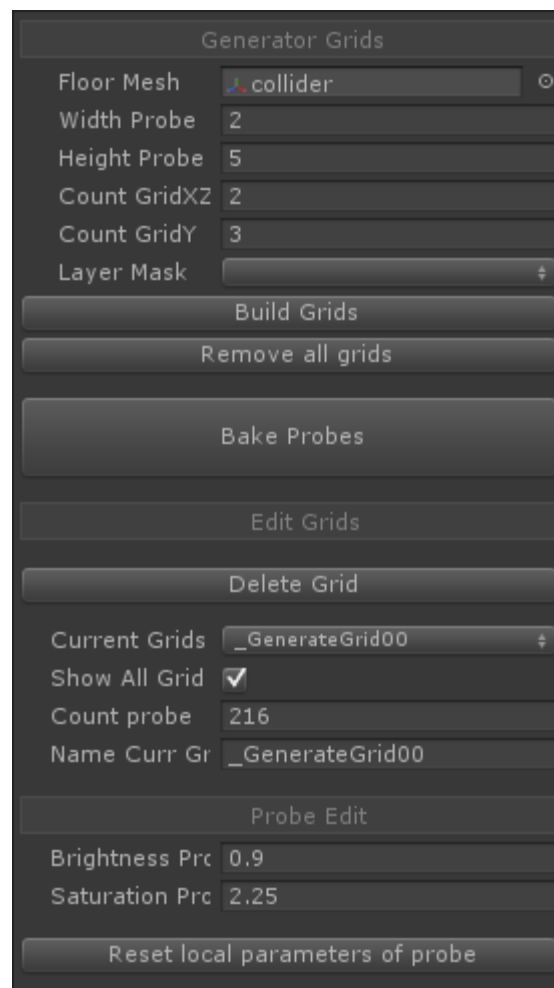 Generator Grids
Floor Mesh collider
Width Probe 2
Height Probe 5
Count GridXZ 2
Count GridY 3
Layer Mask
Build Grids
Remove all grids
Bake Probes
Edit Grids
Delete Grid
Current Grids _GenerateGrid00
Show All Grid
Count probe 216
Name Curr Gr _GenerateGrid00
Probe Edit
Brightness Prc 0.9
Saturation Prc 2.25
Reset local parameters of probe